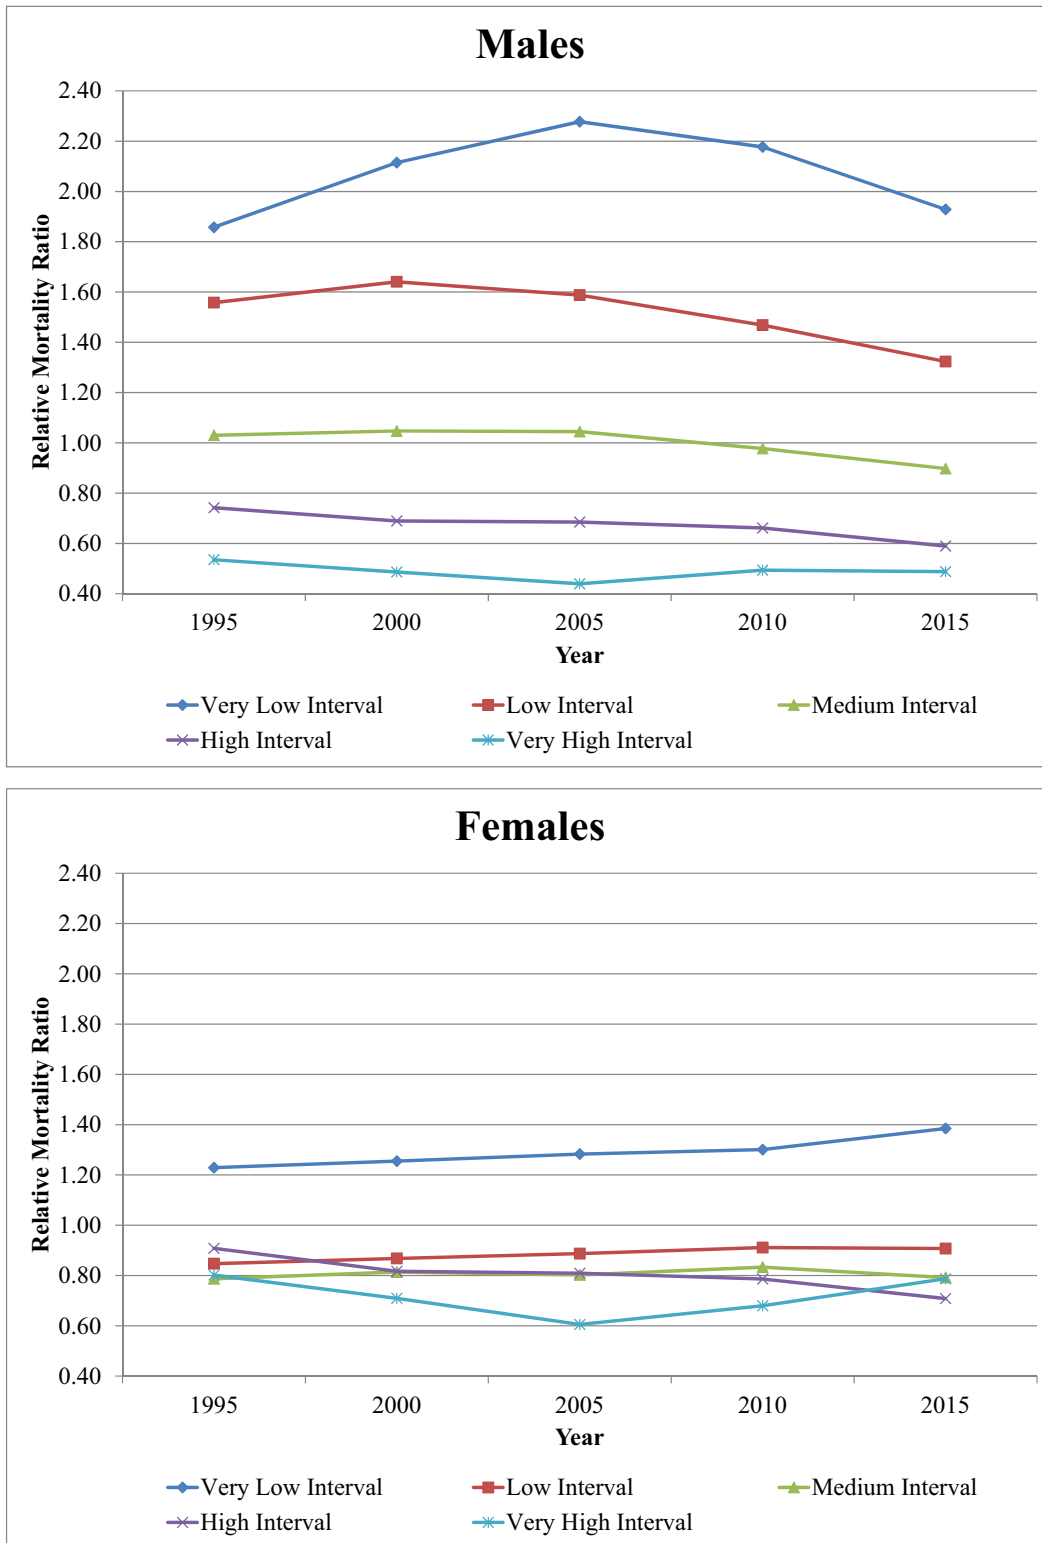 Males
2.40
2.20
2.00
1.80
1.60
1.40
1.20
1.00
0.80
0.60
0.40
Relative Mortality Ratio
1995 2000 2005 2010 2015
Year
Very Low Interval Low Interval Medium Interval
High Interval Very High Interval
Females
2.40
2.20
2.00
1.80
1.60
1.40
1.20
1.00
0.80
0.60
0.40
Relative Mortality Ratio
1995 2000 2005 2010 2015
Year
Very Low Interval Low Interval Medium Interval
High Interval Very High Interval